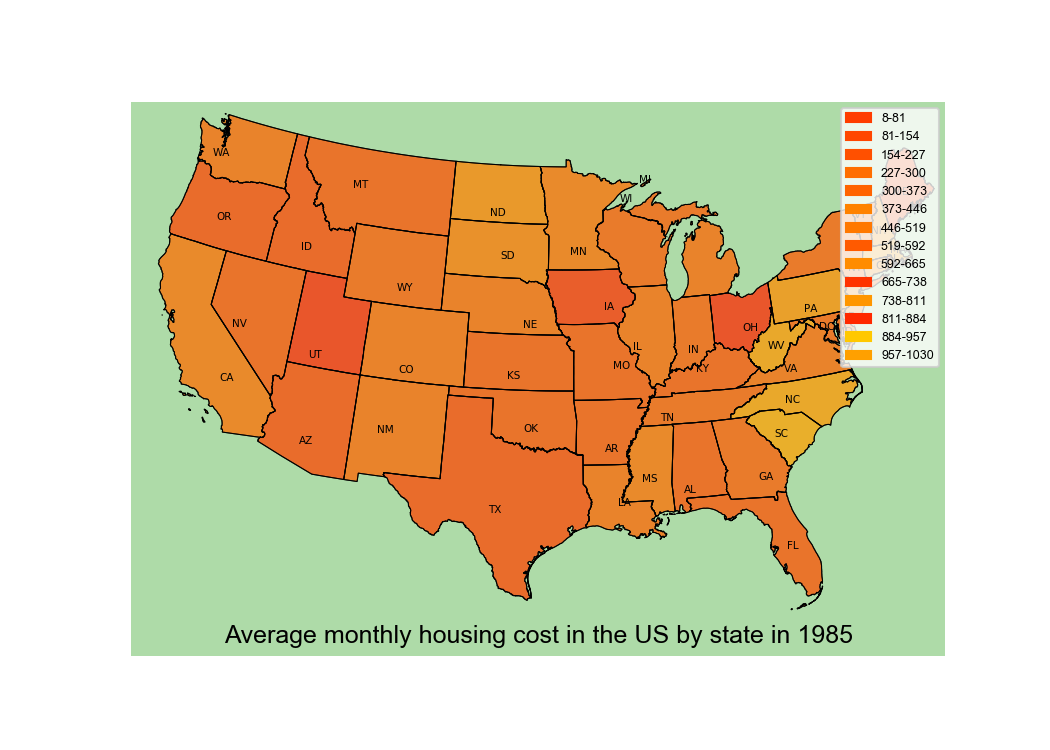 8-81
81-154
154-227
227-300
300-373
373-446
446-519
519-592
592-665
665-738
738-811
811-884
884-957
957-1030
WA
MT
MI
WI
ND
OR
ID
SD
MN
WY
IA
PA
NV
NE
OH
DC
UT
IL
IN
WV
CO
MO
KY
VA
CA
KS
NC
TN
NM
OK
SC
AZ
AR
MS
GA
AL
LA
TX
FL
Average monthly housing cost in the US by state in 1985